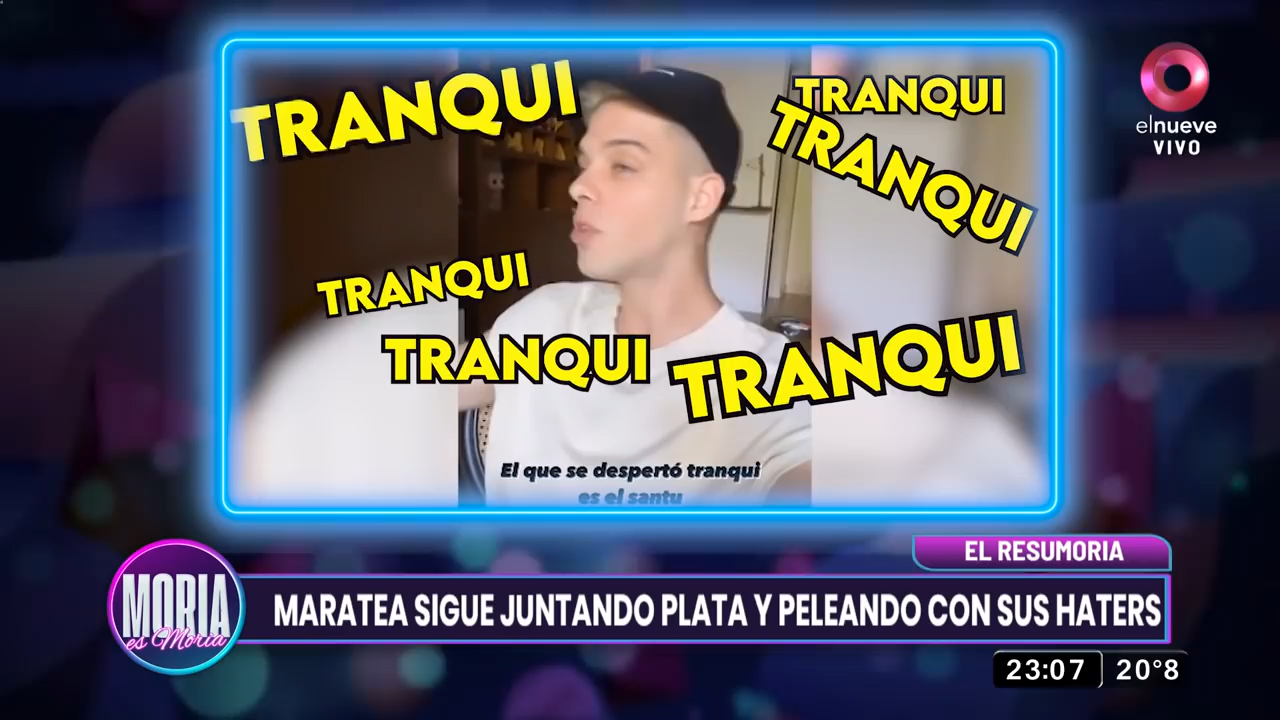 TRANQUI
TRANQUI
TRANQUI
TRANQUI
TRANQUI
TRANQUI
El que se despertó tranqui
es el santu
elnueve
VIVO
EL RESUMORIA
MORIA
es Moria
MARATEA SIGUE JUNTANDO PLATA Y PELEANDO CON SUS HATERS
23:07 20°8